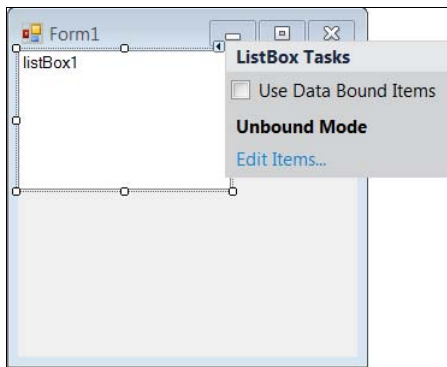 Form1
listBox1
ListBox Tasks
Use Data Bound Items
Unbound Mode
Edit Items...